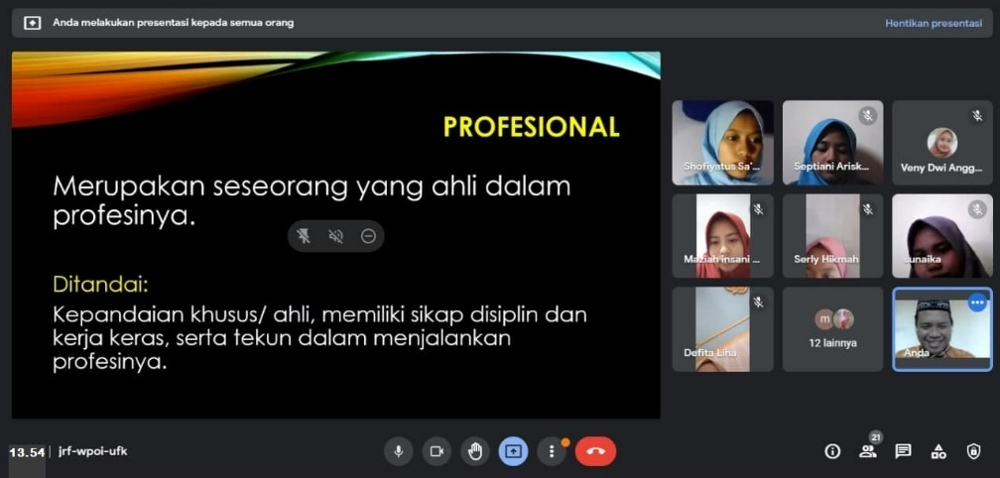 Anda melakukan presentasi kepada semua orang
Hentikan presentasi
PROFESIONAL
Merupakan seseorang yang ahli dalam
profesinya.
Ditandai:
Kepandaian khusus/ ahli, memiliki sikap disiplin dan
kerja keras, serta tekun dalam menjalankan
profesinya.
Shofiyatus Sa'...
Septiani Arisk...
Veny Dwi Angg...
Maziah insani ...
Serly Hikmah
sunaika
Defita Lina
m
12 lainnya
Anda
13.54
jrf-wpoi-ufk
21